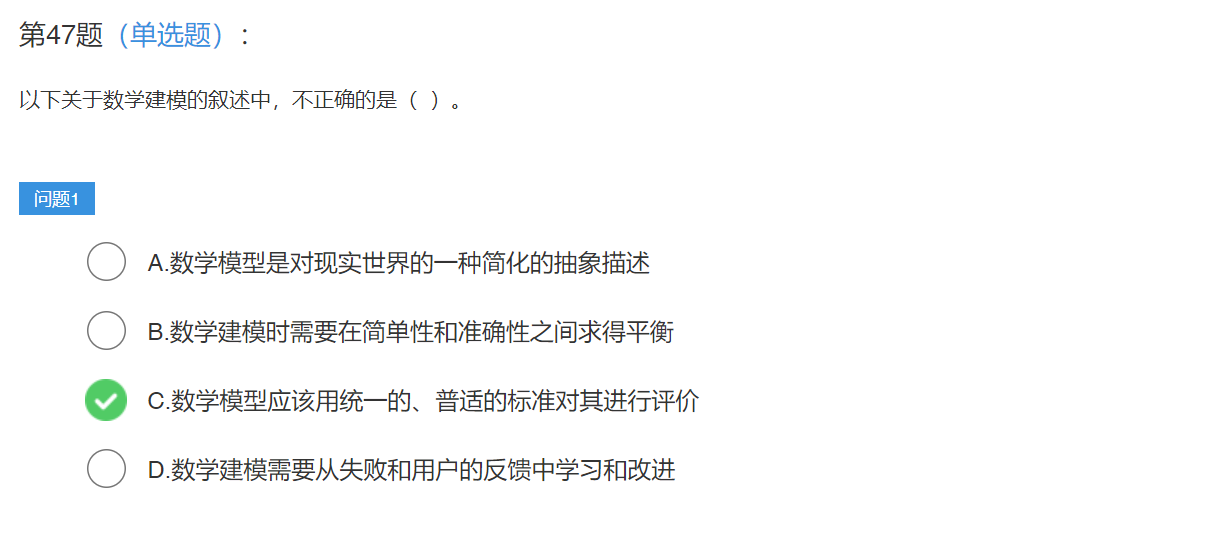 第47题（单选题）：
以下关于数学建模的叙述中，不正确的是（ ）。
问题1
A.数学模型是对现实世界的一种简化的抽象描述
B.数学建模时需要在简单性和准确性之间求得平衡
C.数学模型应该用统一的、普适的标准对其进行评价
D.数学建模需要从失败和用户的反馈中学习和改进